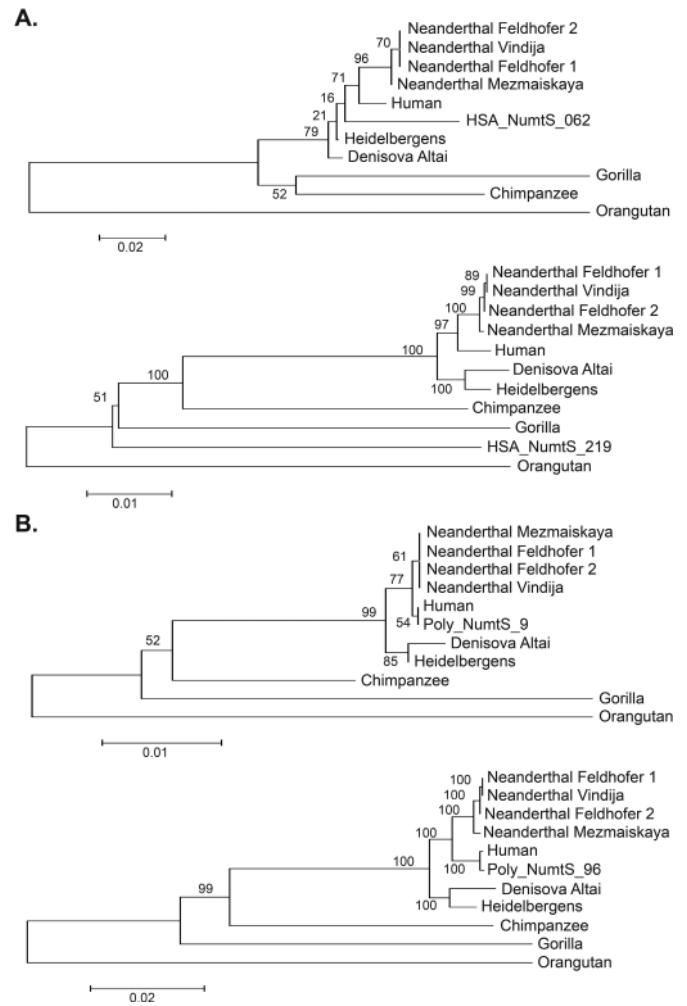 A.
Neanderthal Feldhofer 2
70
Neanderthal Vindija
96
Neanderthal Feldhofer 1
71
Neanderthal Mezmaiskaya
16
Human
21
HSA_NumtS_062
79
Heidelbergens
Denisova Altai
Gorilla
52
Chimpanzee
Orangutan
0.02
89
Neanderthal Feldhofer 1
99
Neanderthal Vindija
100
Neanderthal Feldhofer 2
97
Neanderthal Mezmaiskaya
100
Human
100
Denisova Altai
100
Heidelbergens
51
Chimpanzee
Gorilla
HSA_NumtS_219
Orangutan
0.01
B.
Neanderthal Mezmaiskaya
61
Neanderthal Feldhofer 1
77
Neanderthal Feldhofer 2
Neanderthal Vindija
99
Human
54
Poly_NumtS_9
52
Denisova Altai
85
Heidelbergens
Chimpanzee
Gorilla
Orangutan
0.01
100
Neanderthal Feldhofer 1
100
Neanderthal Vindija
100
Neanderthal Feldhofer 2
100
Neanderthal Mezmaiskaya
Human
100
100
Poly_NumtS_96
99
Denisova Altai
100
Heidelbergens
Chimpanzee
Gorilla
Orangutan
0.02